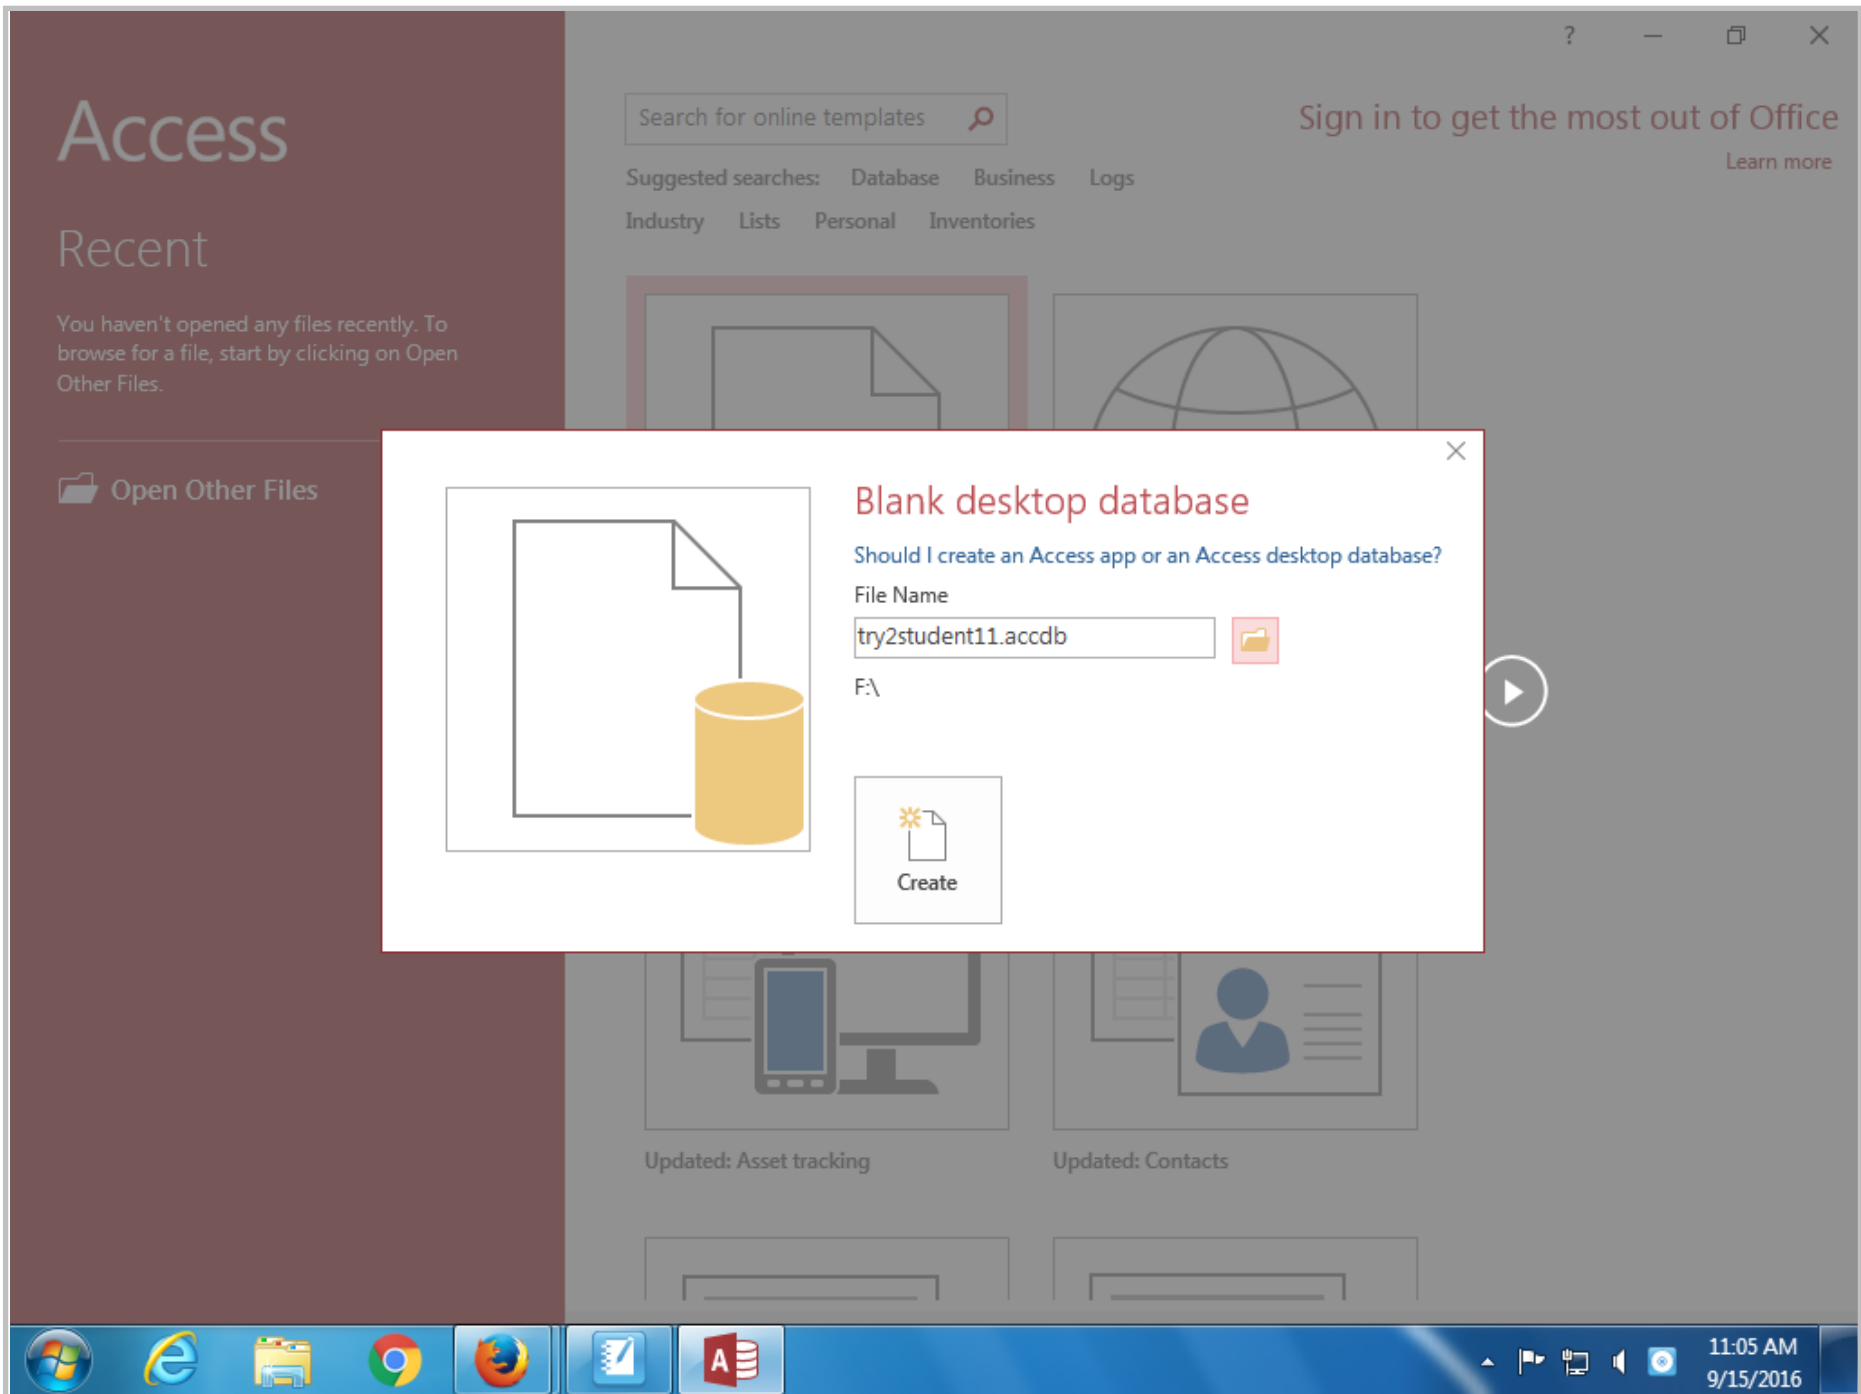 ?
Access
Search for online templates
Sign in to get the most out of Office
Learn more
Suggested searches: Database Business Logs
Industry Lists Personal Inventories
Recent
You haven't opened any files recently. To
browse for a file, start by clicking on Open
Other Files.
Open Other Files
Blank desktop database
Should I create an Access app or an Access desktop database?
File Name
try2student11.accdb
F:\
Create
Updated: Asset tracking
Updated: Contacts
A
11:05 AM
9/15/2016